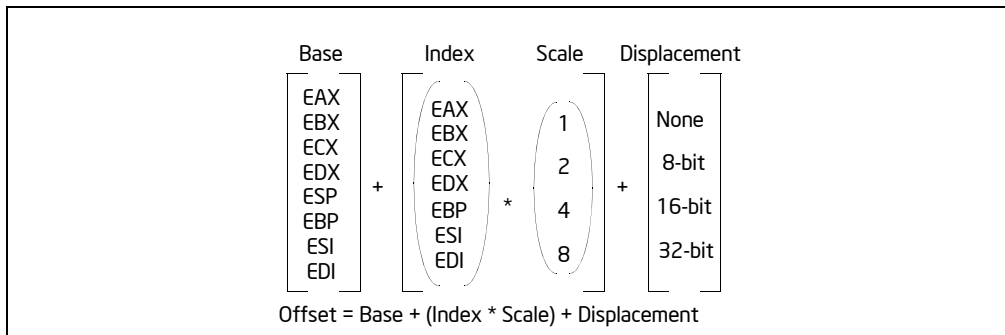 Base Index Scale Displacement
EAX
EBX
ECX
EDX
ESP
EBP
ESI
EDI
+
EAX
EBX
ECX
EDX
EBP
ESI
EDI
*
1
2
4
8
+
None
8-bit
16-bit
32-bit
Offset = Base + (Index * Scale) + Displacement